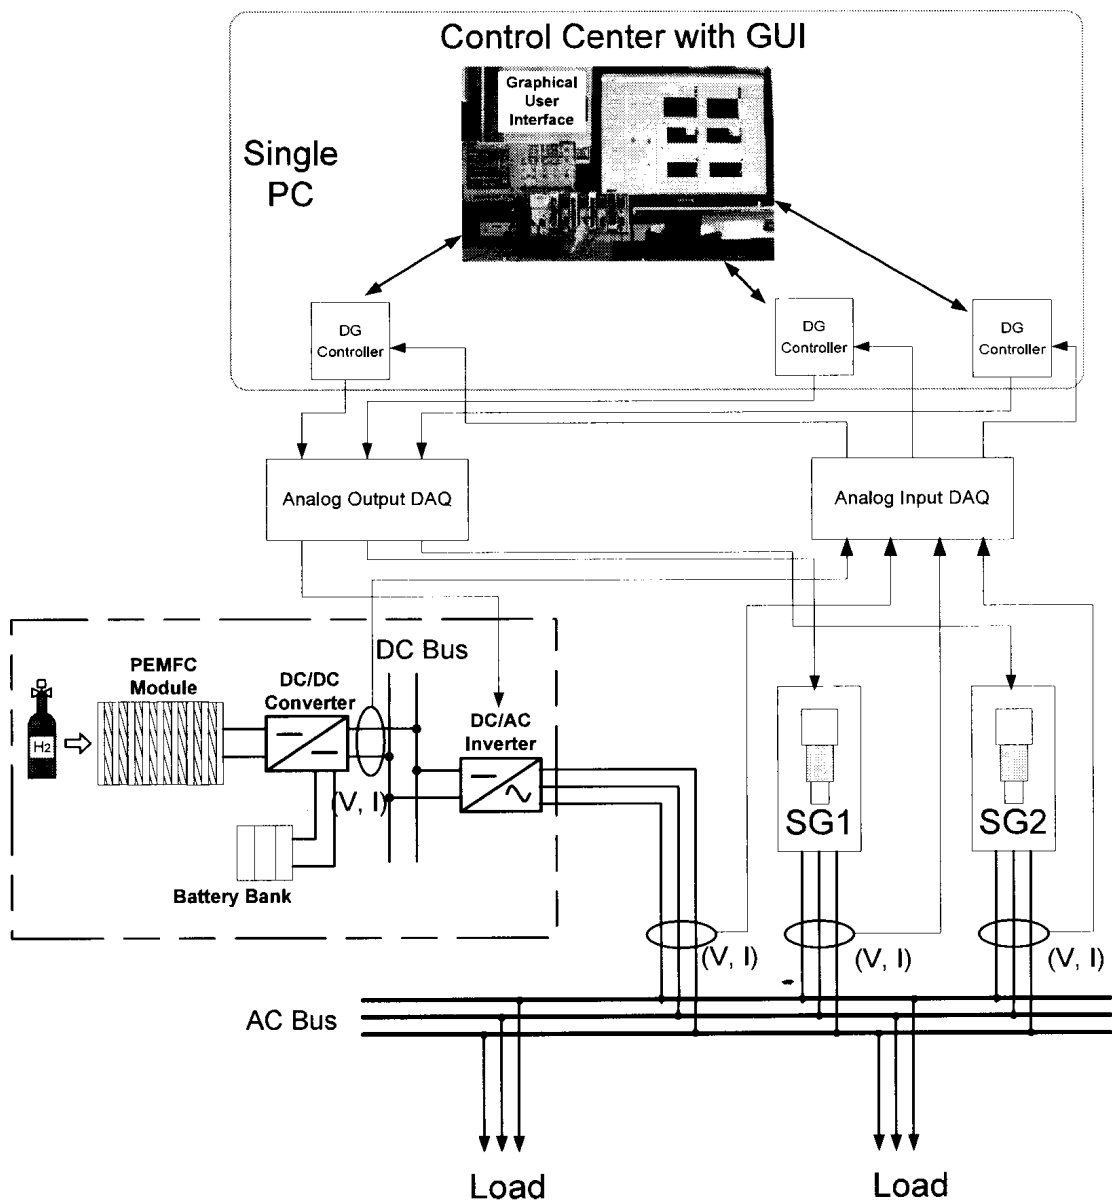 Control Center with GUI
Graphical
User
Interface
Single
PC
DG
Controller
DG
Controller
DG
Controller
Analog Output DAQ
Analog Input DAQ
DC Bus
PEMFC
Module
DC/DC
Converter
DC/AC
Inverter
H2
(V, I)
Battery Bank
SG1
SG2
(V, I)
(V, I)
(V, I)
AC Bus
Load
Load